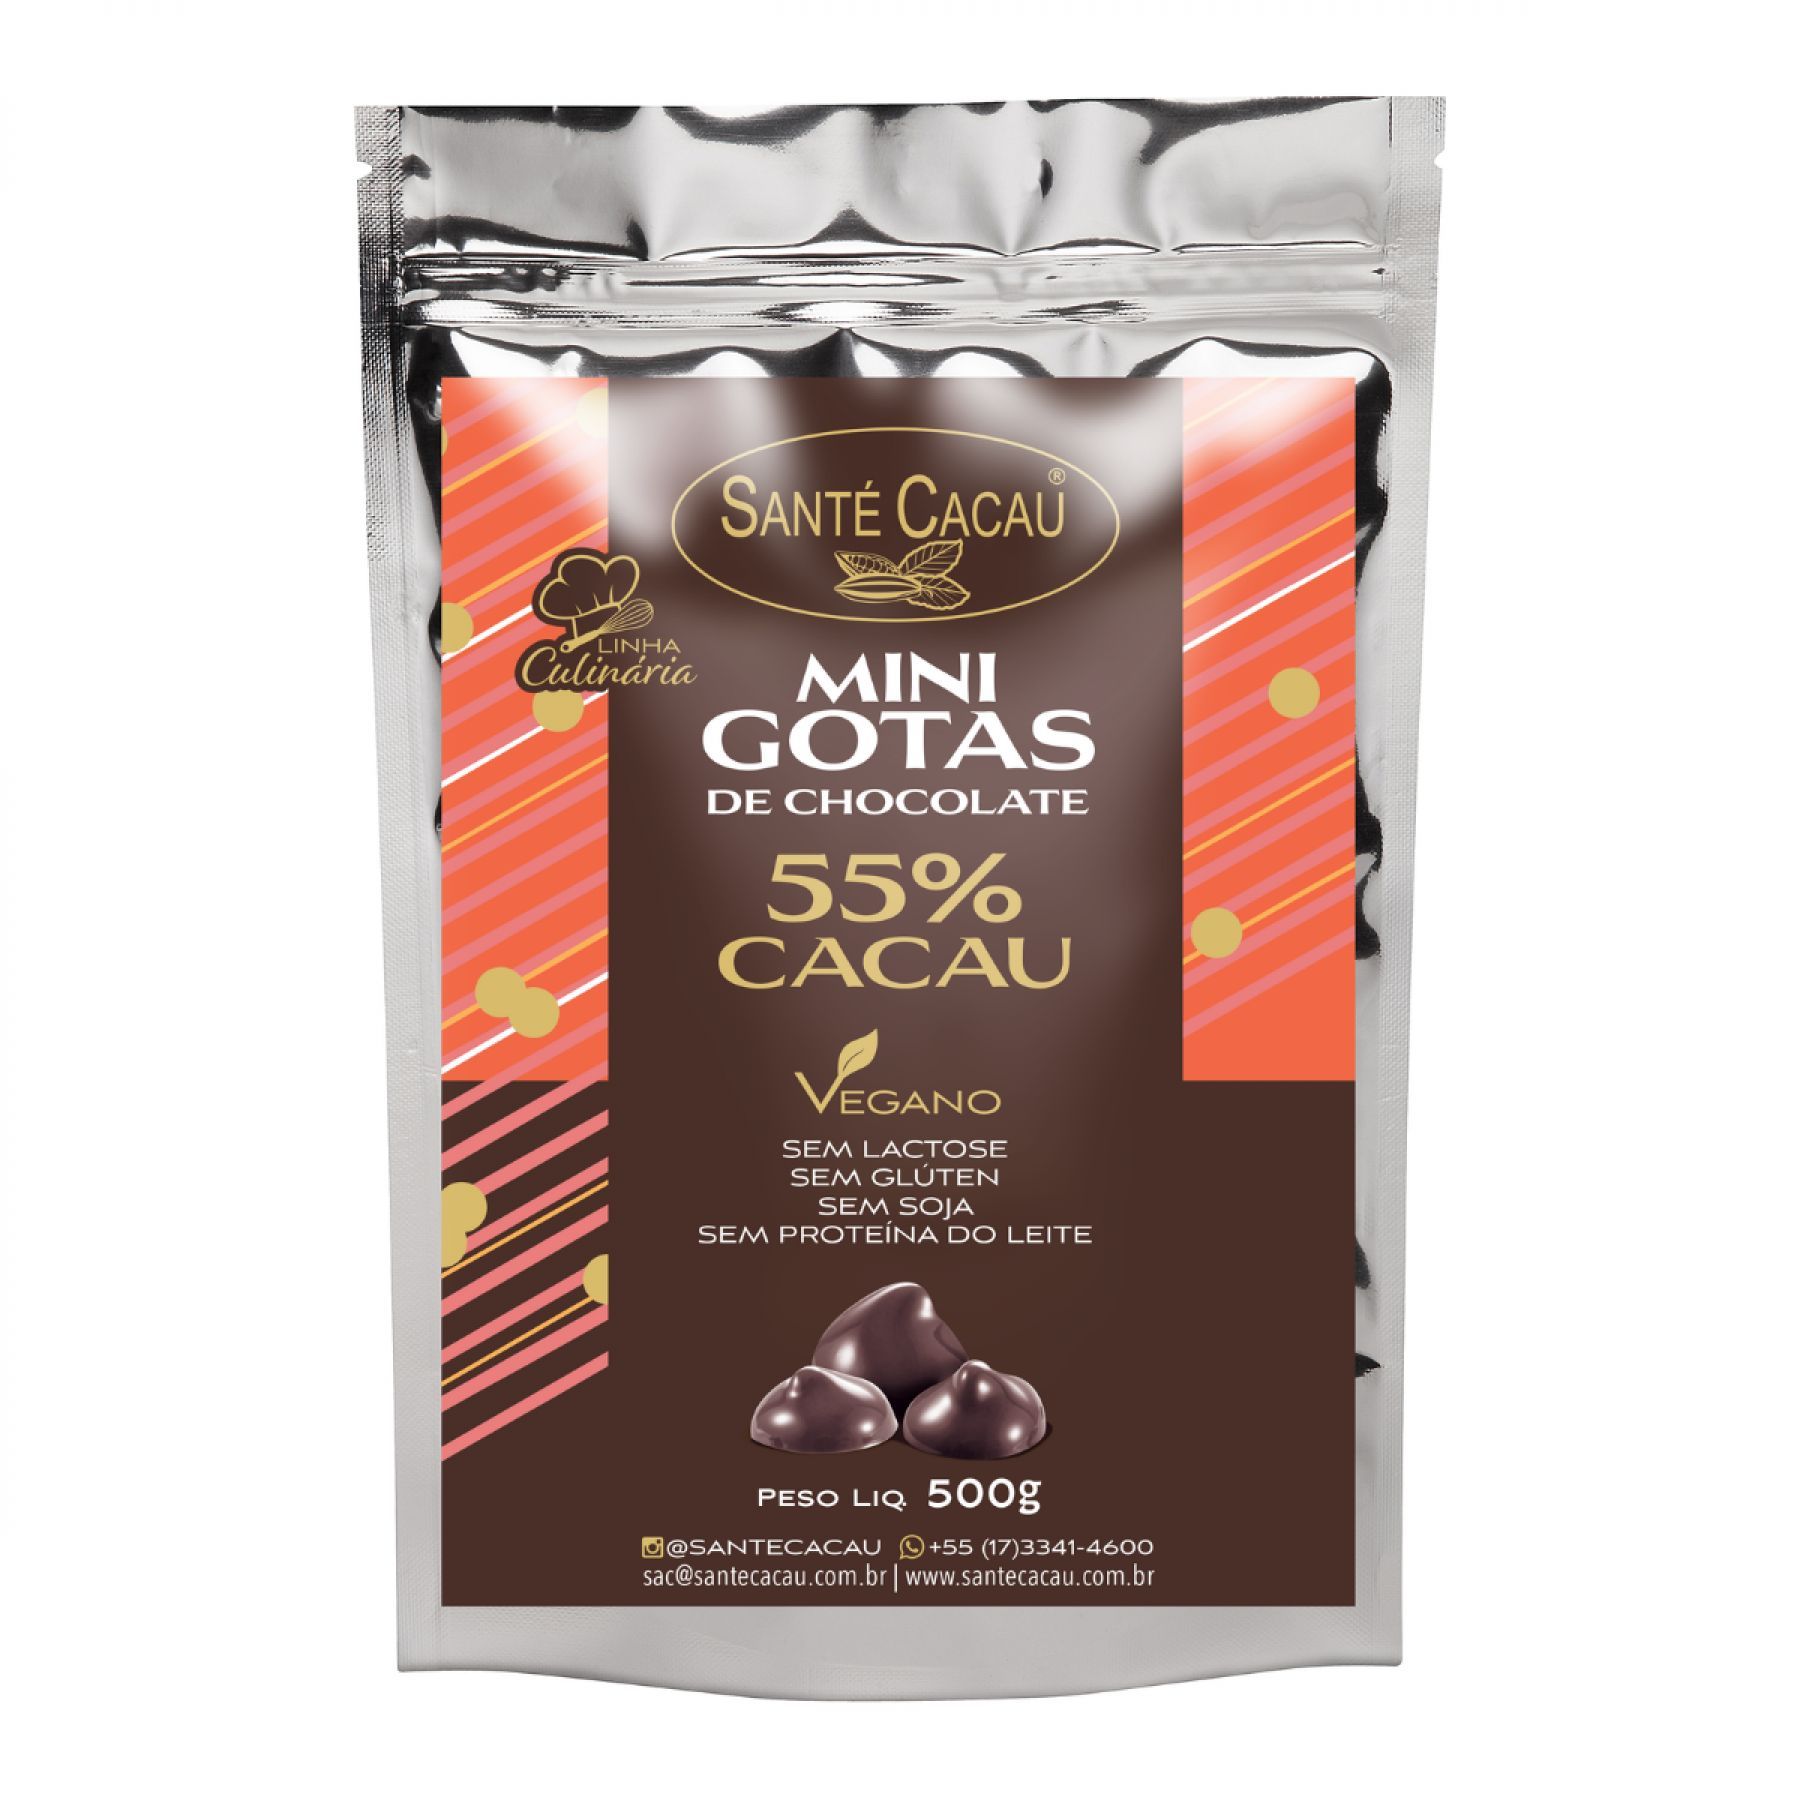 SANTÉ CACAU®
LINHA
Culinária
MINI
GOTAS
DE CHOCOLATE
55%
CACAU
VEGANO
SEM LACTOSE
SEM GLÚTEN
SEM SOJA
SEM PROTEÍNA DO LEITE
PESO LIQ. 500g
@SANTECACAU +55 (17)3341-4600
sac@santecacau.com.br | www.santecacau.com.br